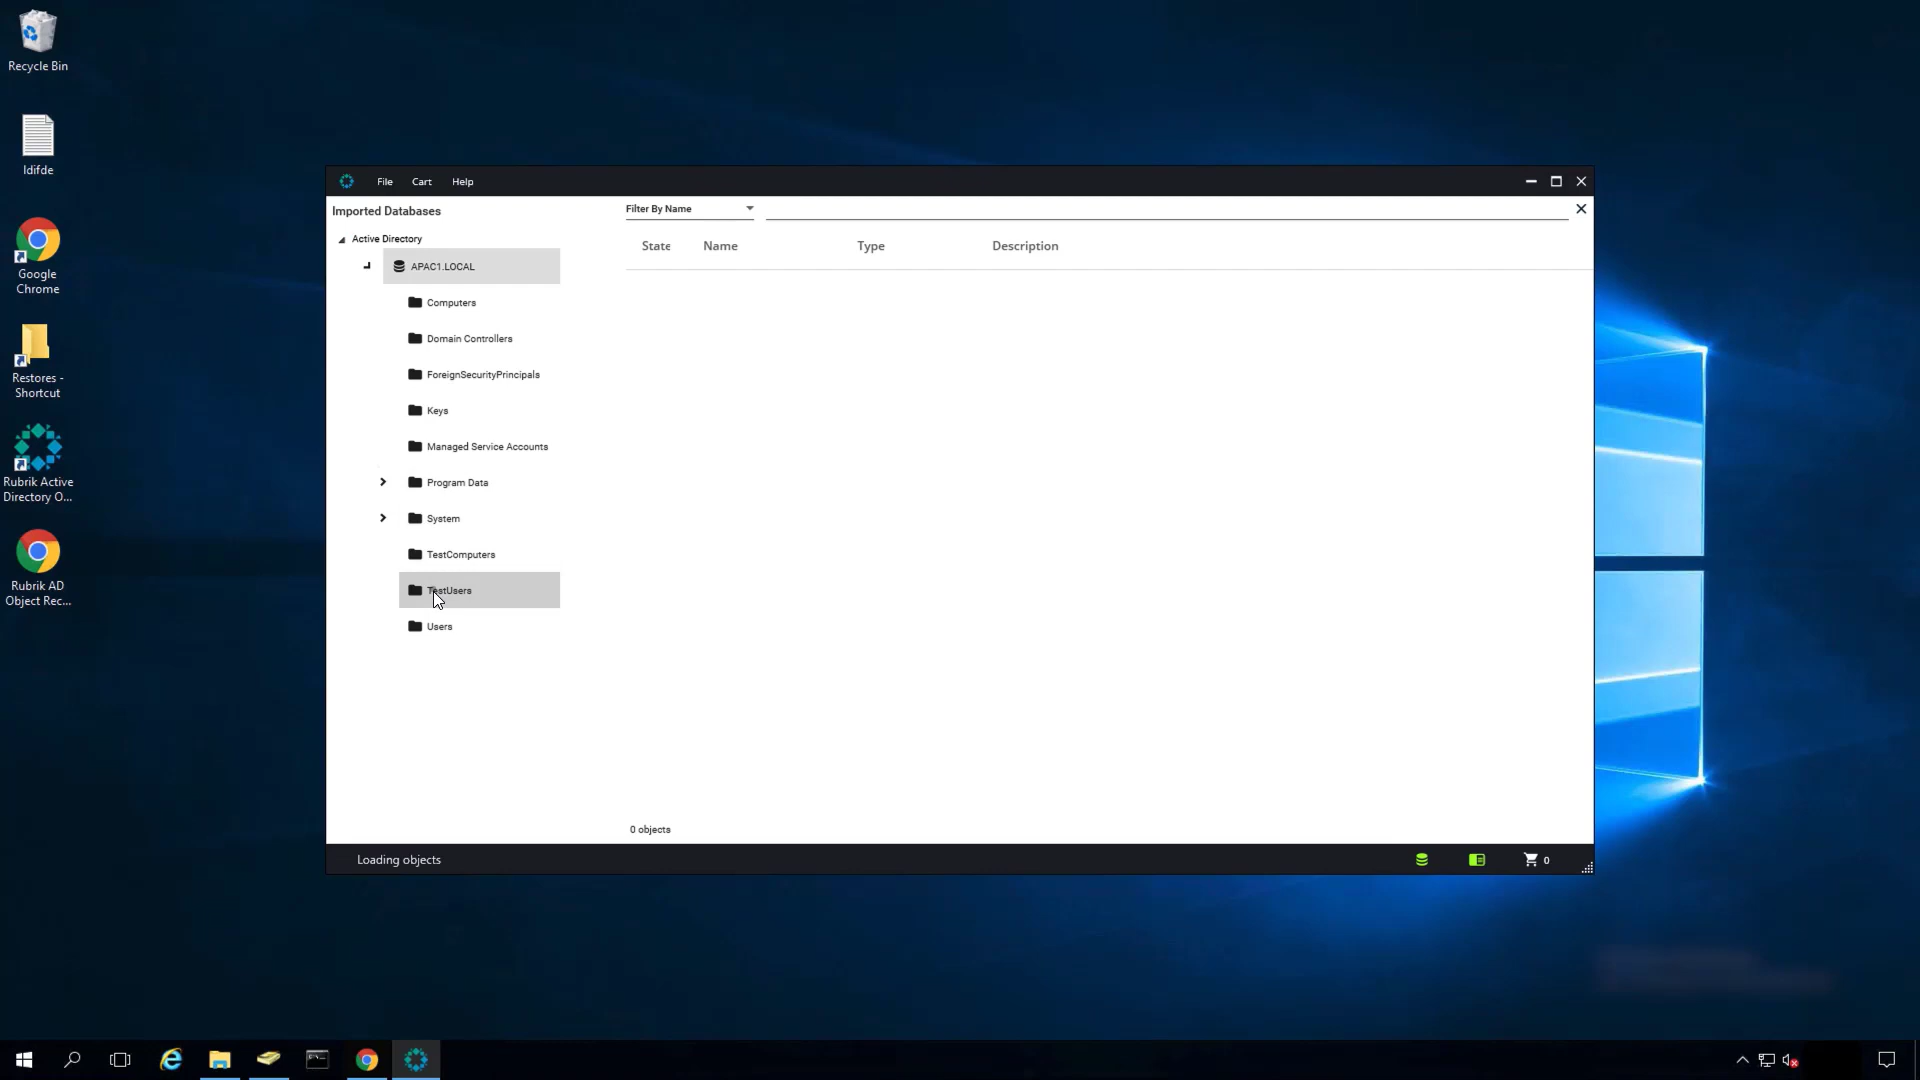 Recycle Bin
ldifde
Google
Chrome
Restores -
Shortcut
Rubrik Active
Directory O...
Rubrik AD
Object Rec...
File Cart Help
Imported Databases
Filter By Name
Active Directory
State Name Type Description
APAC1.LOCAL
Computers
Domain Controllers
ForeignSecurityPrincipals
Keys
Managed Service Accounts
Program Data
System
TestComputers
TestUsers
Users
0 objects
Loading objects
0